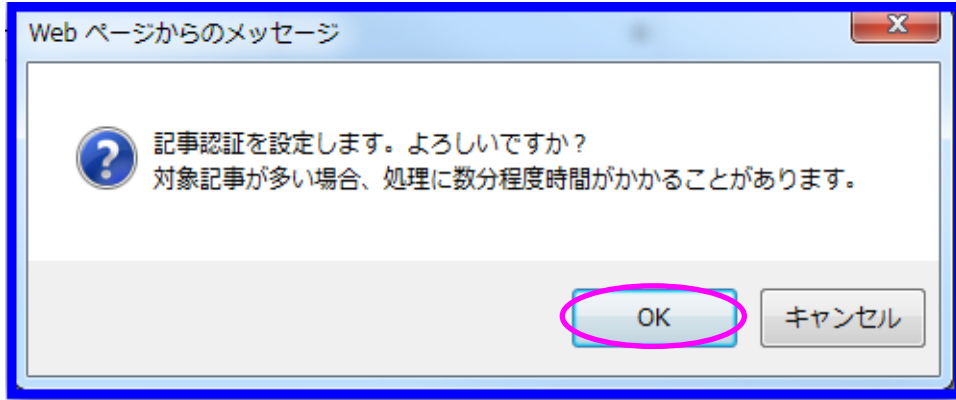 Web ページからのメッセージ
X
記事認証を設定します。よろしいですか？
対象記事が多い場合、処理に数分程度時間がかかることがあります。
OK
キャンセル